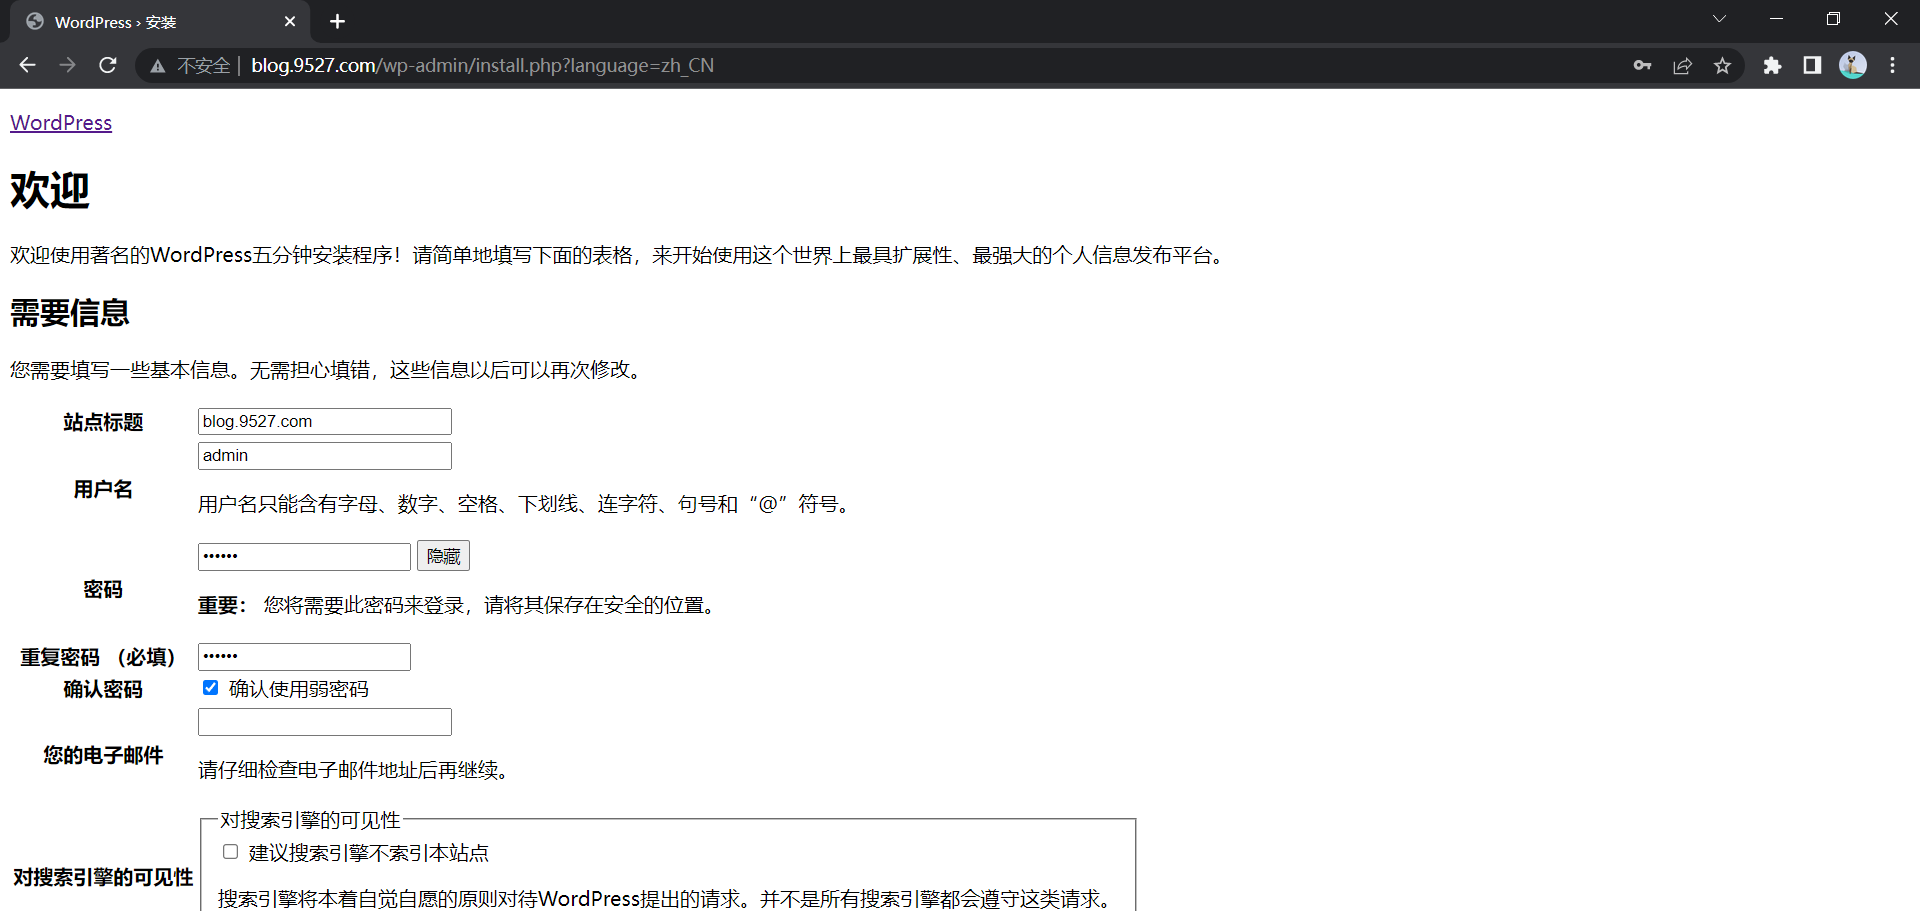 WordPress › 安装
不安全 | blog.9527.com/wp-admin/install.php?language=zh_CN
WordPress
欢迎
欢迎使用著名的WordPress五分钟安装程序！请简单地填写下面的表格，来开始使用这个世界上最具扩展性、最强大的个人信息发布平台。
需要信息
您需要填写一些基本信息。无需担心填错，这些信息以后可以再次修改。
站点标题 blog.9527.com
admin
用户名
用户名只能含有字母、数字、空格、下划线、连字符、句号和“@”符号。
•••••• 隐藏
密码
重要： 您将需要此密码来登录，请将其保存在安全的位置。
重复密码 （必填） ••••••
确认密码 确认使用弱密码
您的电子邮件
请仔细检查电子邮件地址后再继续。
对搜索引擎的可见性
建议搜索引擎不索引本站点
对搜索引擎的可见性
搜索引擎将本着自觉自愿的原则对待WordPress提出的请求。并不是所有搜索引擎都会遵守这类请求。